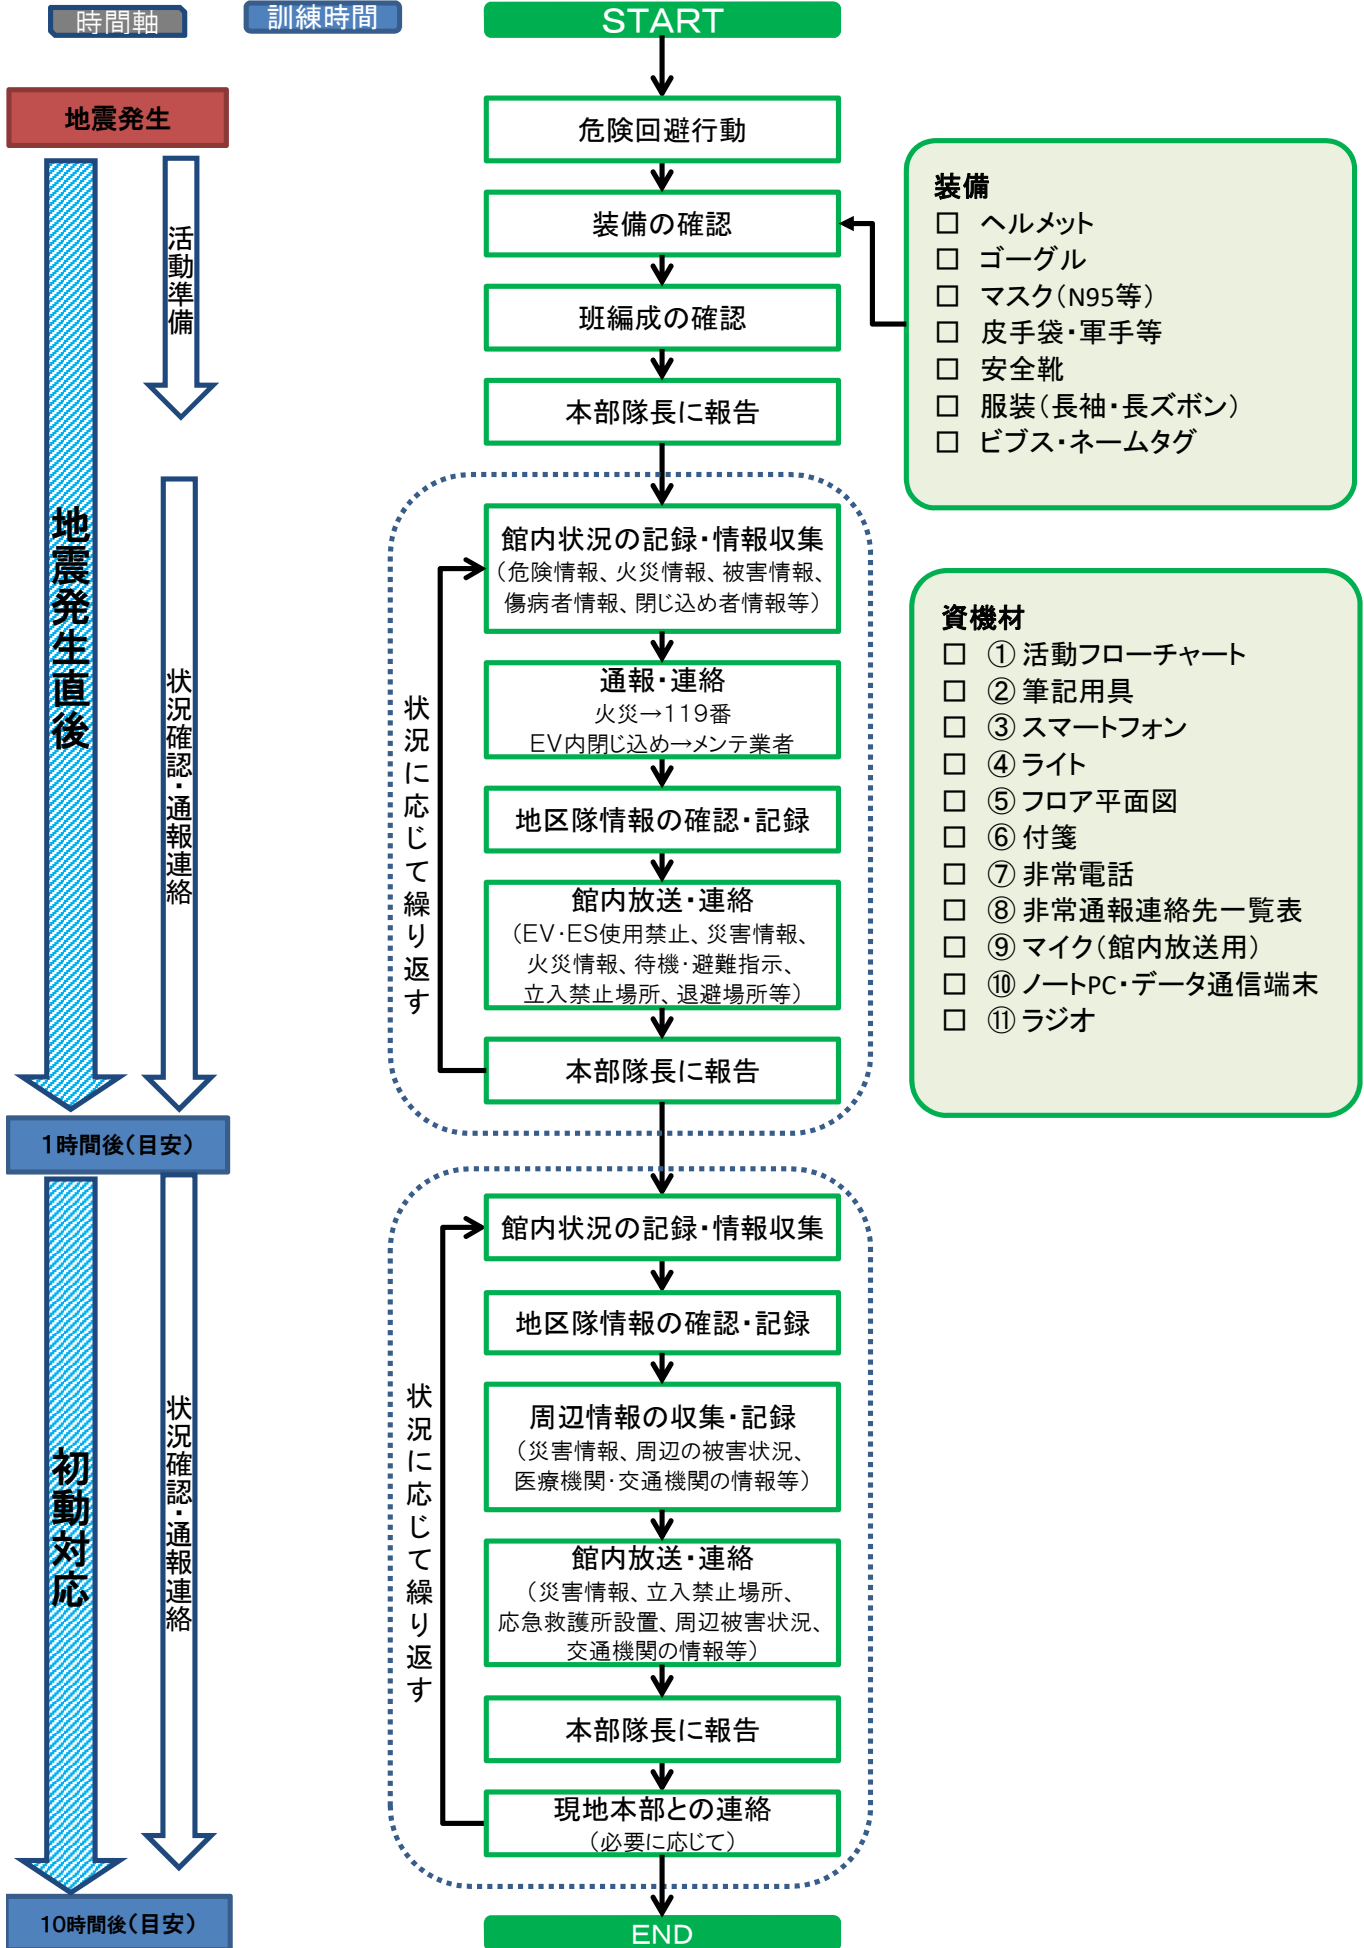 時間軸
訓練時間
START
地震発生
危険回避行動
装備の確認
班編成の確認
本部隊長に報告
活動準備
装備
□ ヘルメット
□ ゴーグル
□ マスク（N95等）
□ 皮手袋・軍手等
□ 安全靴
□ 服装（長袖・長ズボン）
□ ビブス・ネームタグ
地震発生直後
状況確認・通報連絡
状況に応じて繰り返す
館内状況の記録・情報収集
（危険情報、火災情報、被害情報、
傷病者情報、閉じ込め者情報等）
通報・連絡
火災→119番
EV内閉じ込め→メンテ業者
地区隊情報の確認・記録
館内放送・連絡
（EV・ES使用禁止、災害情報、
火災情報、待機・避難指示、
立入禁止場所、退避場所等）
本部隊長に報告
資機材
□ ①活動フローチャート
□ ②筆記用具
□ ③スマートフォン
□ ④ライト
□ ⑤フロア平面図
□ ⑥付箋
□ ⑦非常電話
□ ⑧非常通報連絡先一覧表
□ ⑨マイク（館内放送用）
□ ⑩ノートPC・データ通信端末
□ ⑪ラジオ
1時間後（目安）
初動対応
状況確認・通報連絡
状況に応じて繰り返す
館内状況の記録・情報収集
地区隊情報の確認・記録
周辺情報の収集・記録
（災害情報、周辺の被害状況、
医療機関・交通機関の情報等）
館内放送・連絡
（災害情報、立入禁止場所、
応急救護所設置、周辺被害状況、
交通機関の情報等）
本部隊長に報告
現地本部との連絡
（必要に応じて）
10時間後（目安）
END